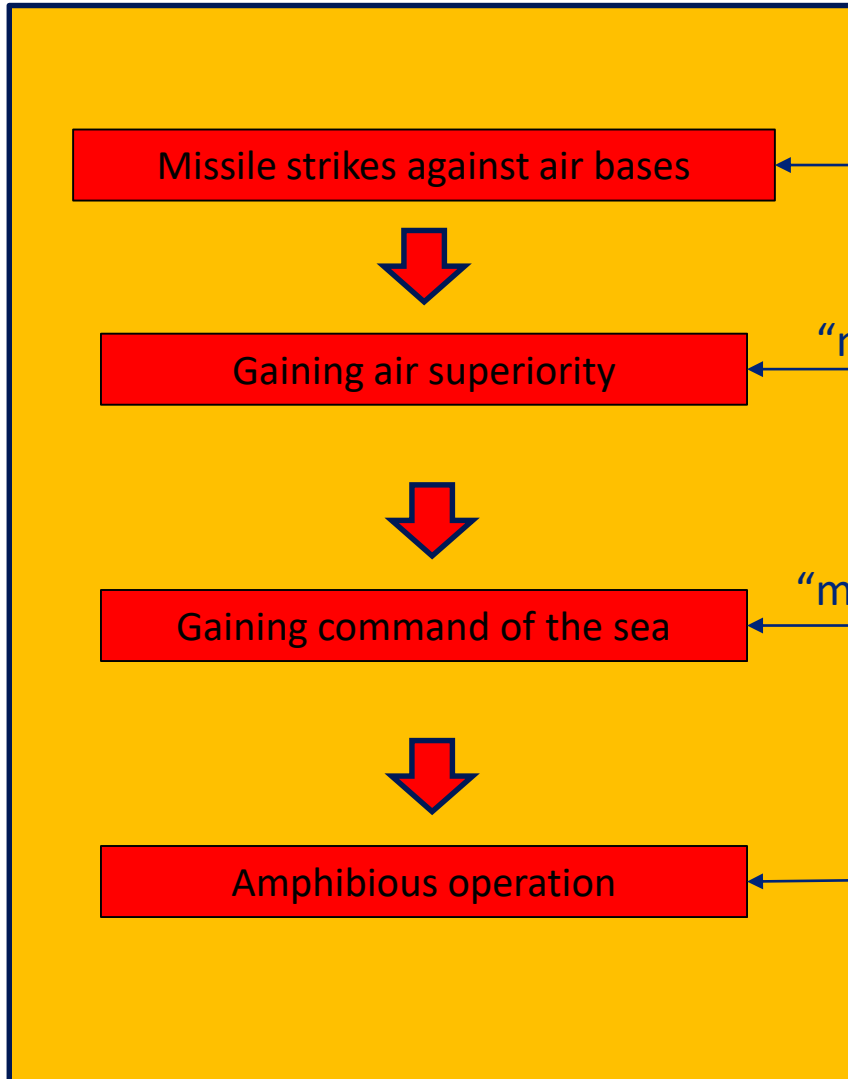 Missile strikes against air bases
Gaining air superiority
Gaining command of the sea
Amphibious operation